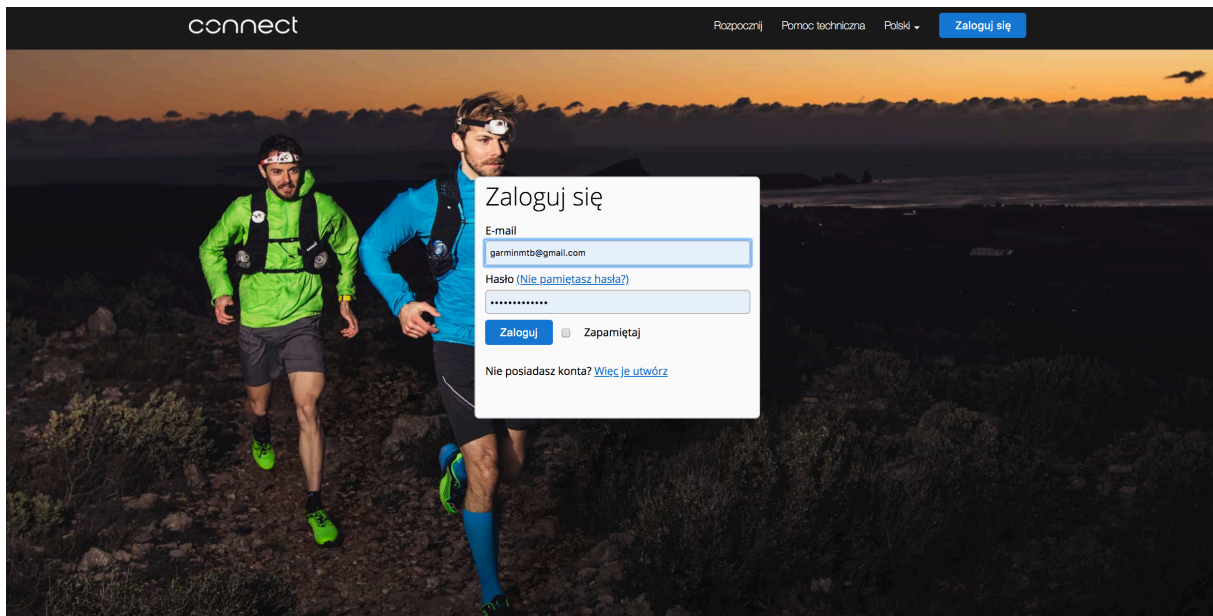 connect
Rozpocznij Pomoc techniczna Polski Zaloguj się
Zaloguj się
E-mail
garminmtb@gmail.com
Hasło (Nie pamiętasz hasła?)
•••••••••••••
Zaloguj Zapamiętaj
Nie posiadasz konta? Więc je utwórz